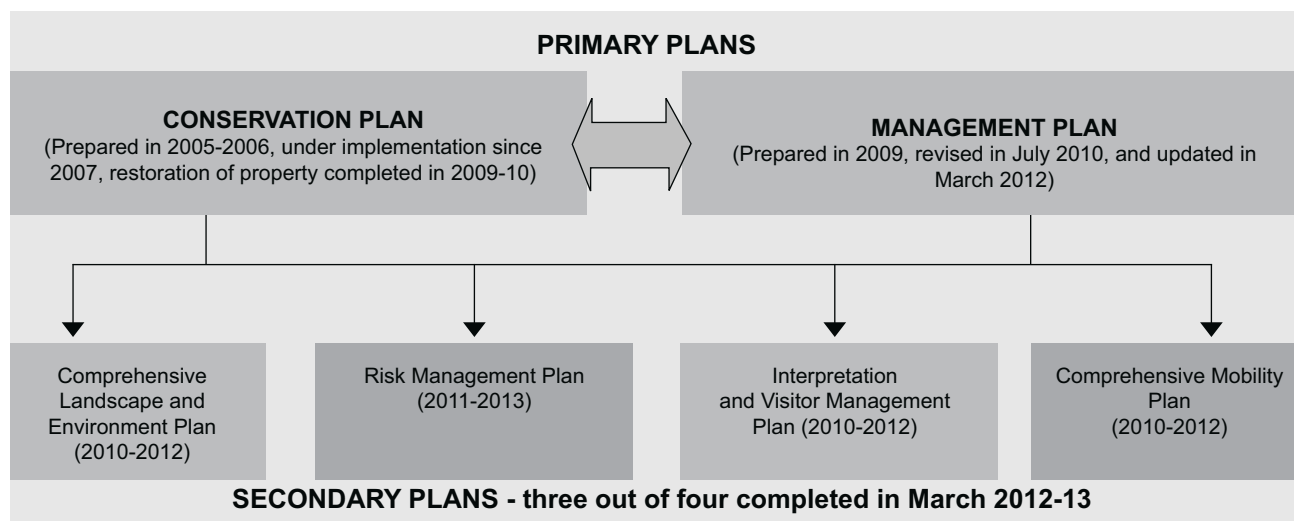 PRIMARY PLANS
CONSERVATION PLAN
(Prepared in 2005-2006, under implementation since
2007, restoration of property completed in 2009-10)
MANAGEMENT PLAN
(Prepared in 2009, revised in July 2010, and updated in
March 2012)
Comprehensive
Landscape and
Environment Plan
(2010-2012)
Risk Management Plan
(2011-2013)
Interpretation
and Visitor Management
Plan (2010-2012)
Comprehensive Mobility
Plan
(2010-2012)
SECONDARY PLANS - three out of four completed in March 2012-13